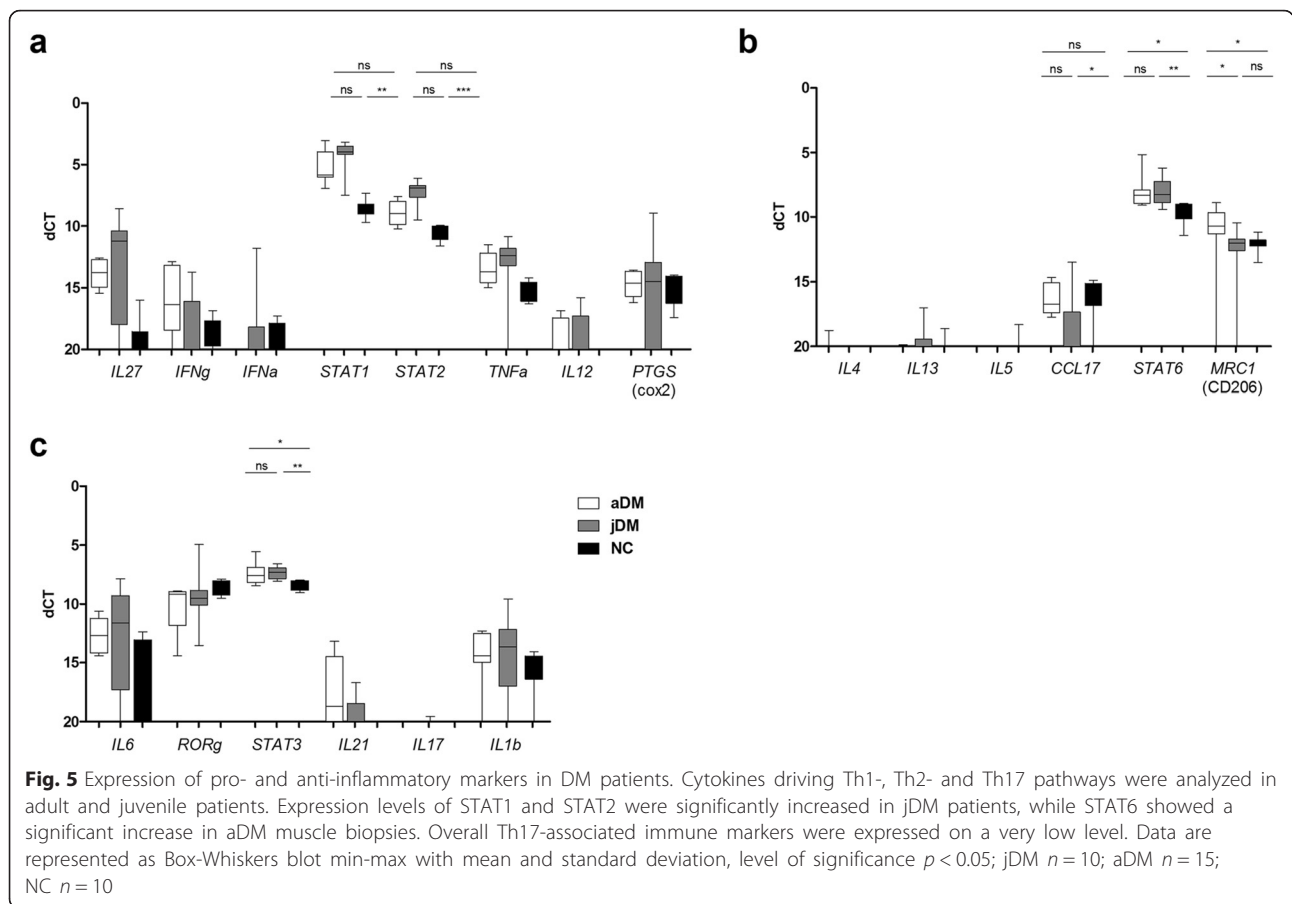 a
ns ns
ns ** ns ***
0
5
10
15
20
dCT
IL27 IFNg IFNa STAT1 STAT2 TNFa IL12 PTGS
(cox2)
b
ns * *
ns * ns ** * ns
0
5
10
15
20
dCT
IL4 IL13 IL5 CCL17 STAT6 MRC1
(CD206)
c
*
ns **
0
5
10
15
20
dCT
IL6 RORg STAT3 IL21 IL17 IL1b
aDM
jDM
NC
Fig. 5 Expression of pro- and anti-inflammatory markers in DM patients. Cytokines driving Th1-, Th2- and Th17 pathways were analyzed in
adult and juvenile patients. Expression levels of STAT1 and STAT2 were significantly increased in jDM patients, while STAT6 showed a
significant increase in aDM muscle biopsies. Overall Th17-associated immune markers were expressed on a very low level. Data are
represented as Box-Whiskers blot min-max with mean and standard deviation, level of significance p < 0.05; jDM n = 10; aDM n = 15;
NC n = 10